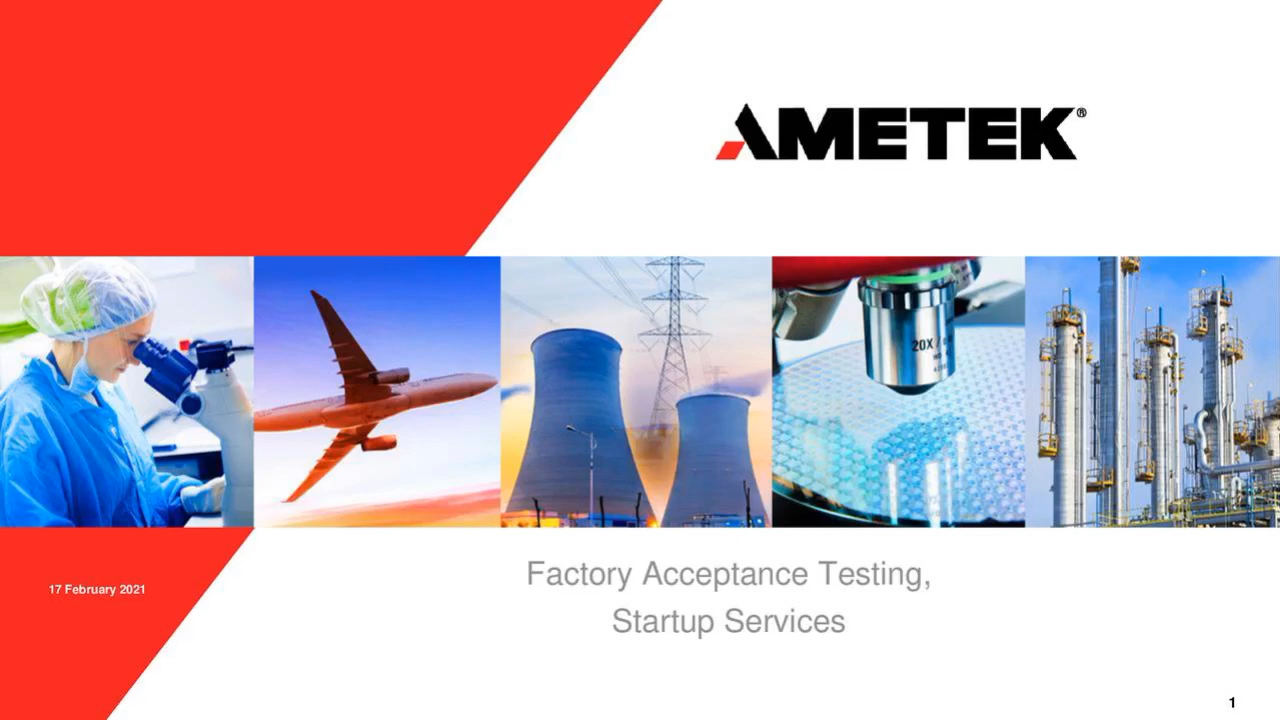 AMETEK®
20X /
17 February 2021
Factory Acceptance Testing,
Startup Services
1